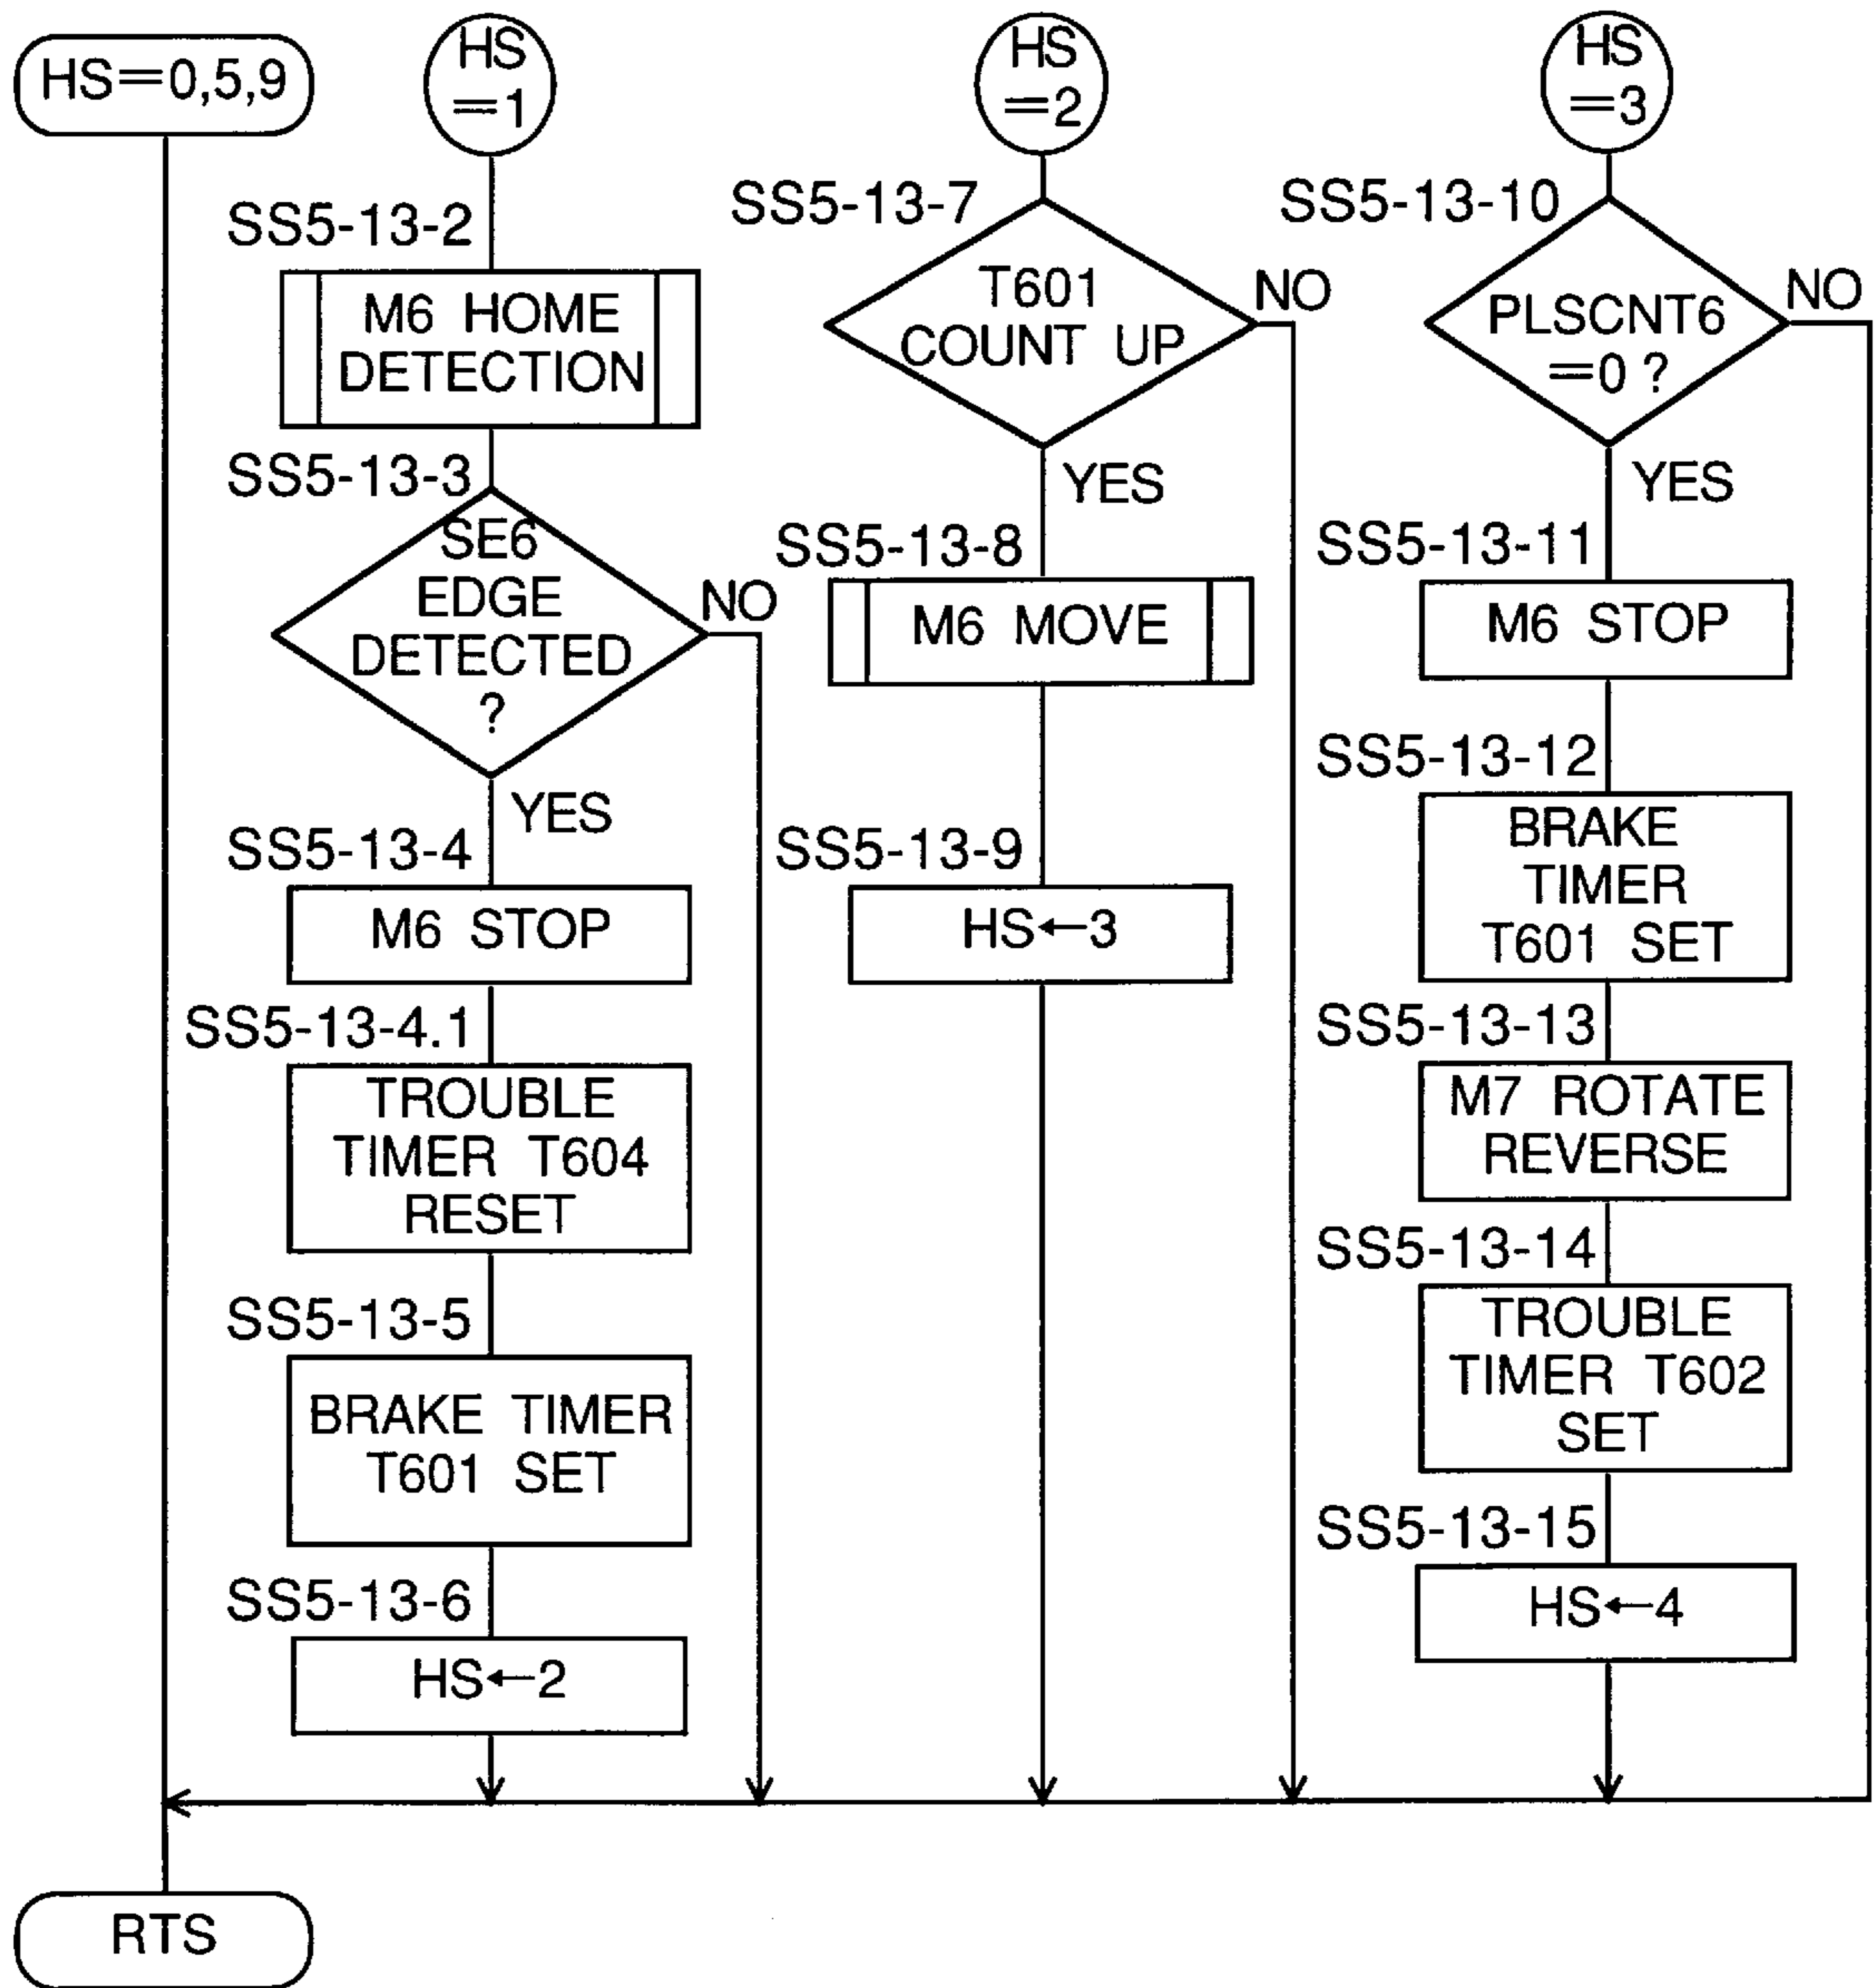 HS=0,5,9
HS
=1
SS5-13-2
M6 HOME
DETECTION
SS5-13-3
SE6
EDGE
DETECTED
?
NO
YES
SS5-13-4
M6 STOP
SS5-13-4.1
TROUBLE
TIMER T604
RESET
SS5-13-5
BRAKE TIMER
T601 SET
SS5-13-6
HS←2
HS
=2
SS5-13-7
T601
COUNT UP
NO
YES
SS5-13-8
M6 MOVE
SS5-13-9
HS←3
HS
=3
SS5-13-10
PLSCNT6
=0 ?
NO
YES
SS5-13-11
M6 STOP
SS5-13-12
BRAKE
TIMER
T601 SET
SS5-13-13
M7 ROTATE
REVERSE
SS5-13-14
TROUBLE
TIMER T602
SET
SS5-13-15
HS←4
RTS